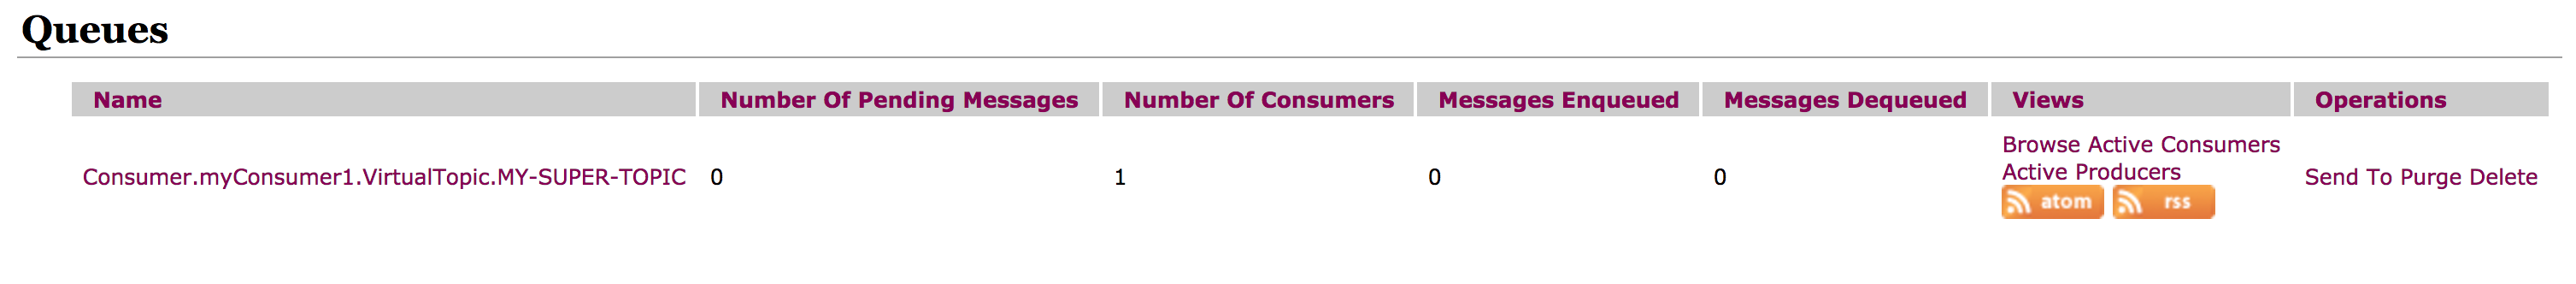 Queues
Name Number Of Pending Messages Number Of Consumers Messages Enqueued Messages Dequeued Views Operations
Consumer.myConsumer1.VirtualTopic.MY-SUPER-TOPIC 0 1 0 0 Browse Active Consumers
Active Producers
atom rss
Send To Purge Delete